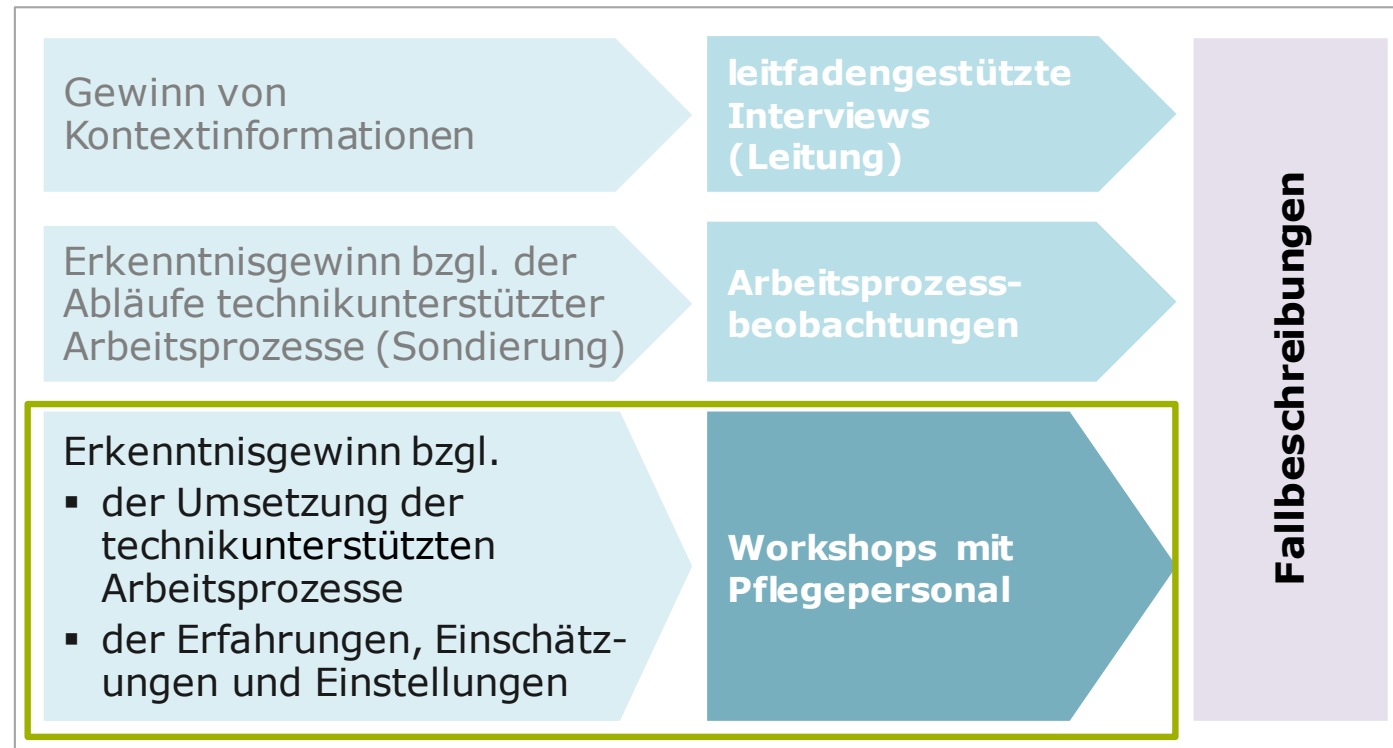 Gewinn von
Kontextinformationen
leitfadengestützte
Interviews
(Leitung)
Erkenntnisgewinn bzgl. der
Abläufe technikunterstützter
Arbeitsprozesse (Sondierung)
Arbeitsprozess-
beobachtungen
Erkenntnisgewinn bzgl.
▪ der Umsetzung der
technikunterstützten
Arbeitsprozesse
▪ der Erfahrungen, Einschätz-
ungen und Einstellungen
Workshops mit
Pflegepersonal
Fallbeschreibungen